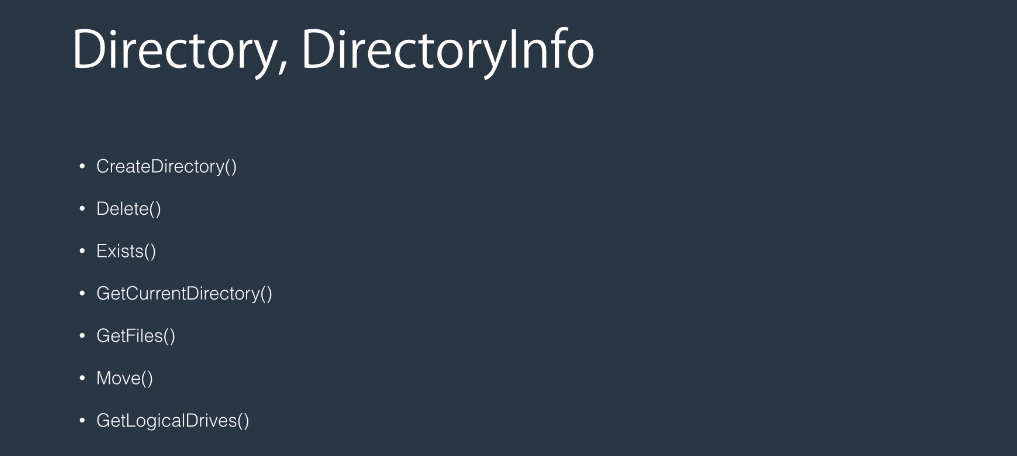 Directory, DirectoryInfo
• CreateDirectory()
• Delete()
• Exists()
• GetCurrentDirectory()
• GetFiles()
• Move()
• GetLogicalDrives()